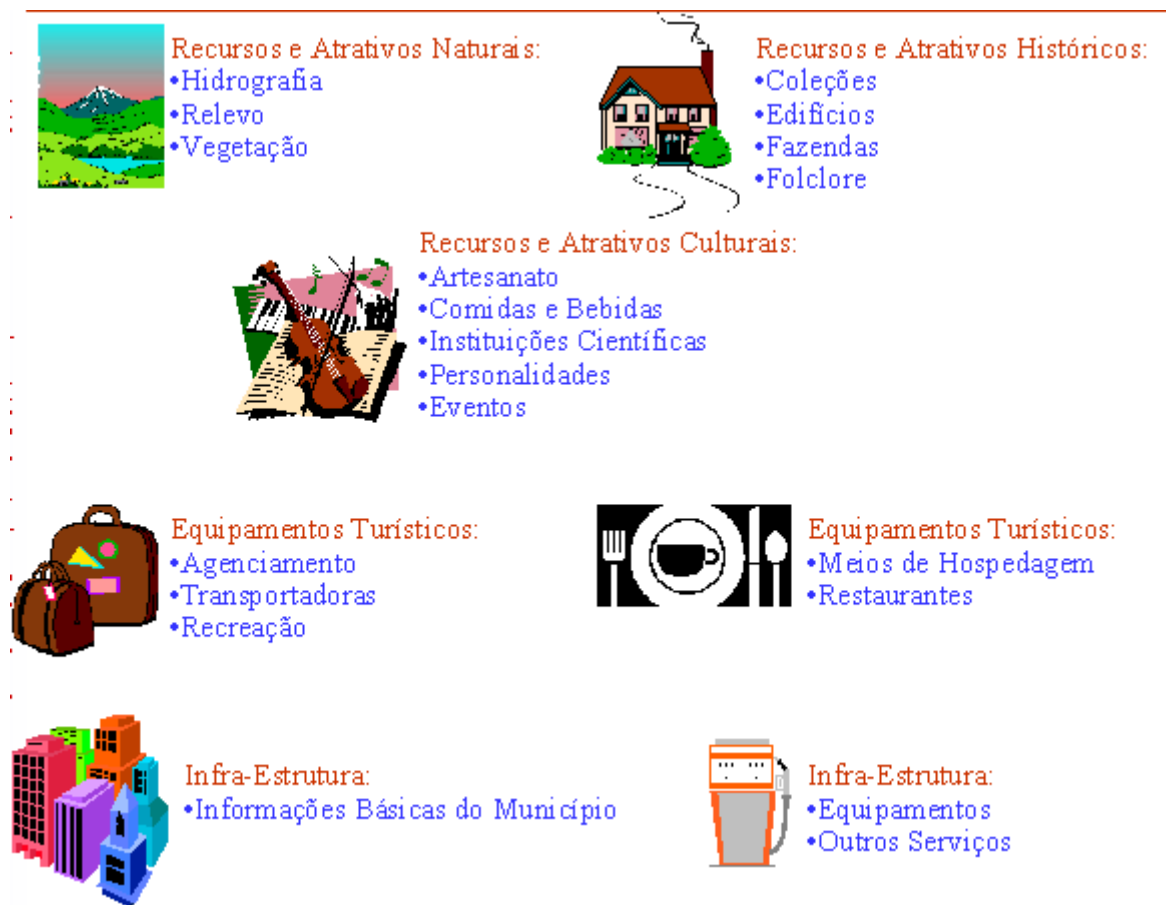 Recursos e Atrativos Naturais:
•Hidrografia
•Relevo
•Vegetação
Recursos e Atrativos Históricos:
•Coleções
•Edifícios
•Fazendas
•Folclore
Recursos e Atrativos Culturais:
•Artesanato
•Comidas e Bebidas
•Instituições Científicas
•Personalidades
•Eventos
Equipamentos Turísticos:
•Agenciamento
•Transportadoras
•Recreação
Equipamentos Turísticos:
•Meios de Hospedagem
•Restaurantes
Infra-Estrutura:
•Informações Básicas do Município
Infra-Estrutura:
•Equipamentos
•Outros Serviços